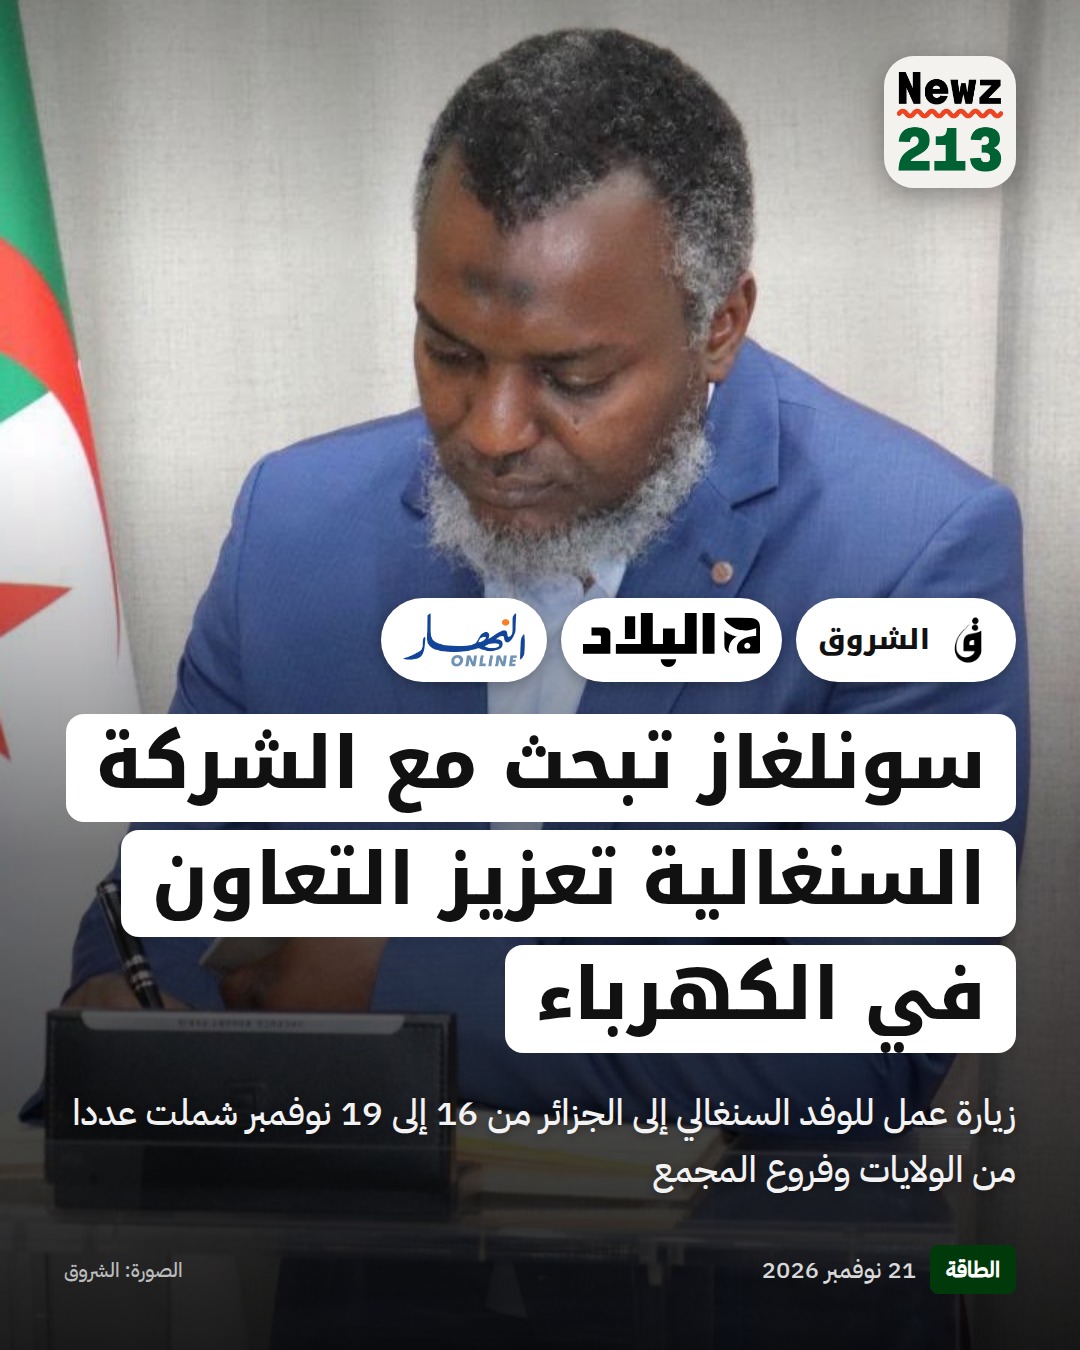 Newz
213
ق الشروق
البلاد
النهار
ONLINE
سونلغاز تبحث مع الشركة
السنغالية تعزيز التعاون
في الكهرباء
زيارة عمل للوفد السنغالي إلى الجزائر من 16 إلى 19 نوفمبر شملت عددا
من الولايات وفروع المجمع
الطاقة 21 نوفمبر 2026
الصورة: الشروق